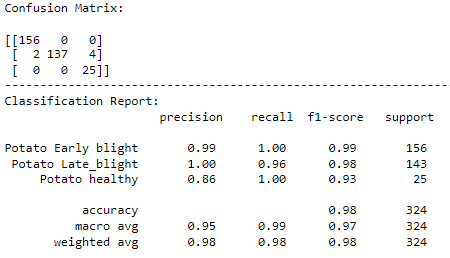 Confusion Matrix:
[[156 0 0]
[ 2 137 4]
[ 0 0 25]]
--------------------------------------------------------------------------------
Classification Report:
precision recall f1-score support
Potato Early blight 0.99 1.00 0.99 156
Potato Late_blight 1.00 0.96 0.98 143
Potato healthy 0.86 1.00 0.93 25
accuracy 0.98 324
macro avg 0.95 0.99 0.97 324
weighted avg 0.98 0.98 0.98 324